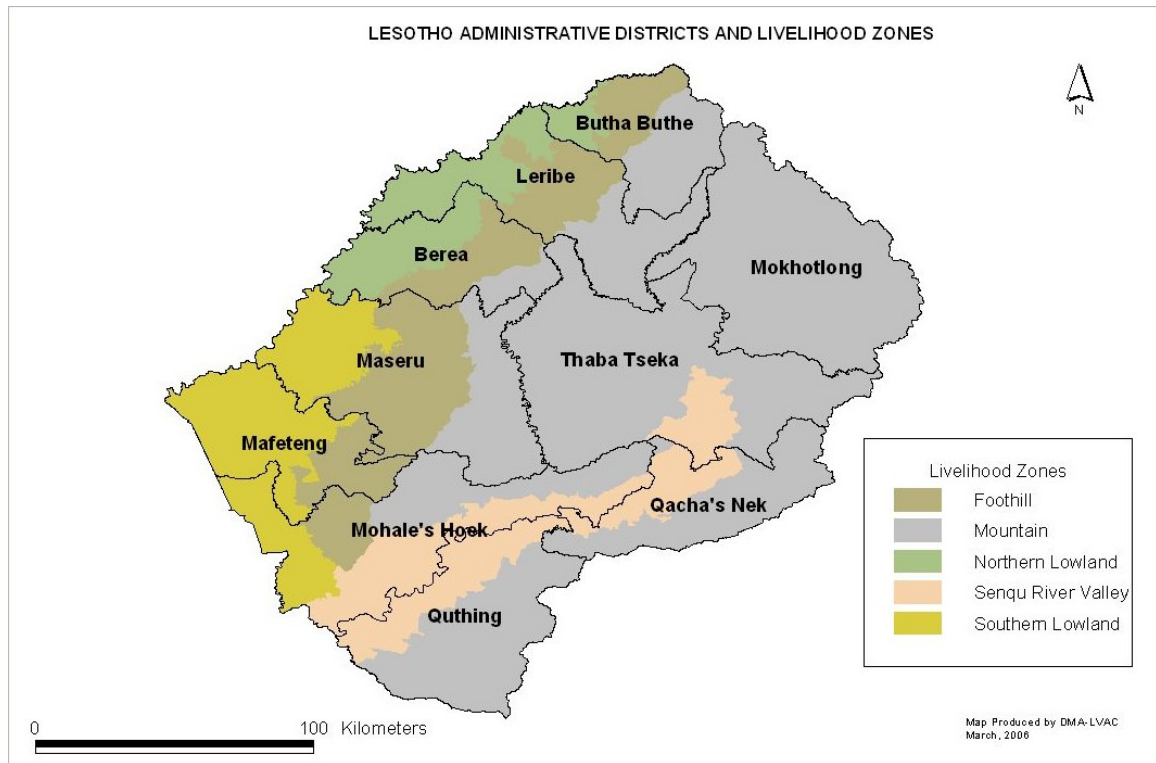 LESOTHO ADMINISTRATIVE DISTRICTS AND LIVELIHOOD ZONES
N
Butha Buthe
Leribe
Berea
Mokhotlong
Maseru
Thaba Tseka
Mafeteng
Mohale's Hoek
Qacha's Nek
Quthing
Livelihood Zones
Foothill
Mountain
Northern Lowland
Senqu River Valley
Southern Lowland
0 100 Kilometers
Map Produced by DMA-LVAC
March, 2006